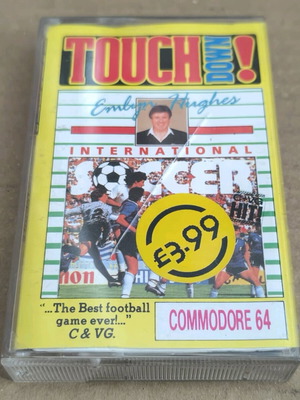 TOUCH
DOWN!
Emlyn Hughes
INTERNATIONAL
SOCCER
£3.99
"...The Best football
game ever!..."
C & VG.
COMMODORE 64